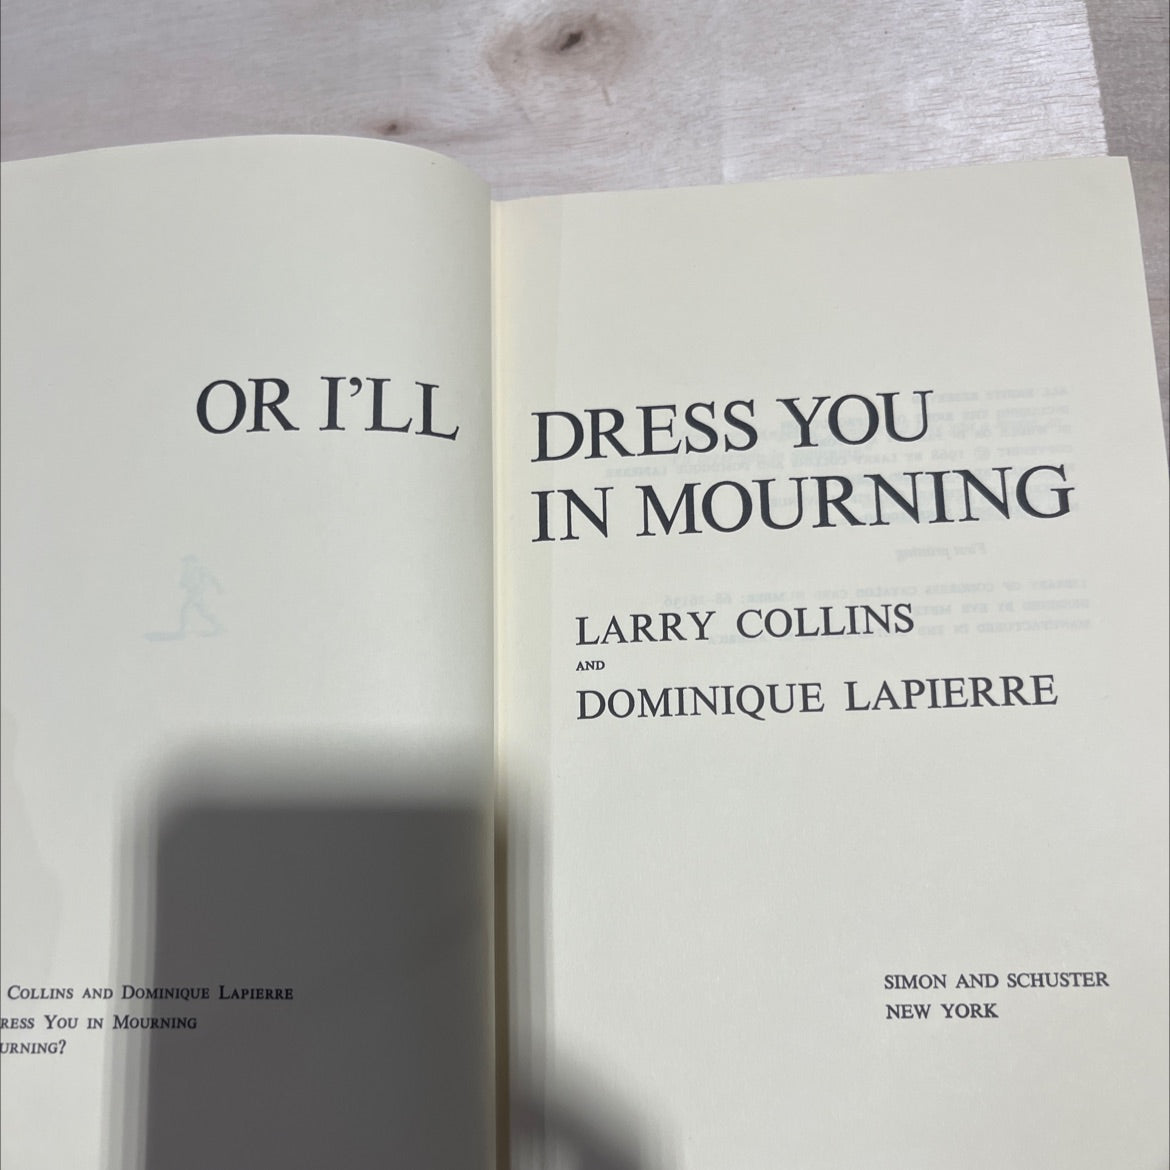 OR I'LL
DRESS YOU
IN MOURNING
LARRY COLLINS
AND
DOMINIQUE LAPIERRE
COLLINS AND DOMINIQUE LAPIERRE
RESS YOU IN MOURNING
URNING?
SIMON AND SCHUSTER
NEW YORK